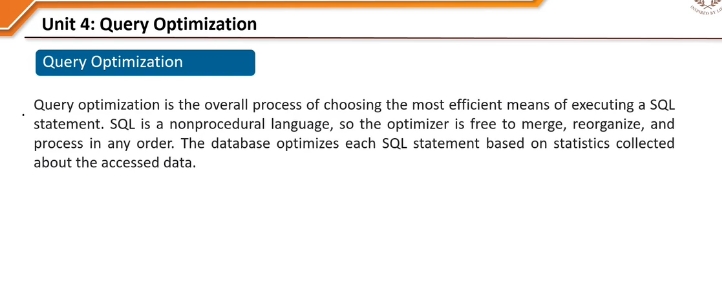 Unit 4: Query Optimization
Query Optimization
Query optimization is the overall process of choosing the most efficient means of executing a SQL
statement. SQL is a nonprocedural language, so the optimizer is free to merge, reorganize, and
process in any order. The database optimizes each SQL statement based on statistics collected
about the accessed data.